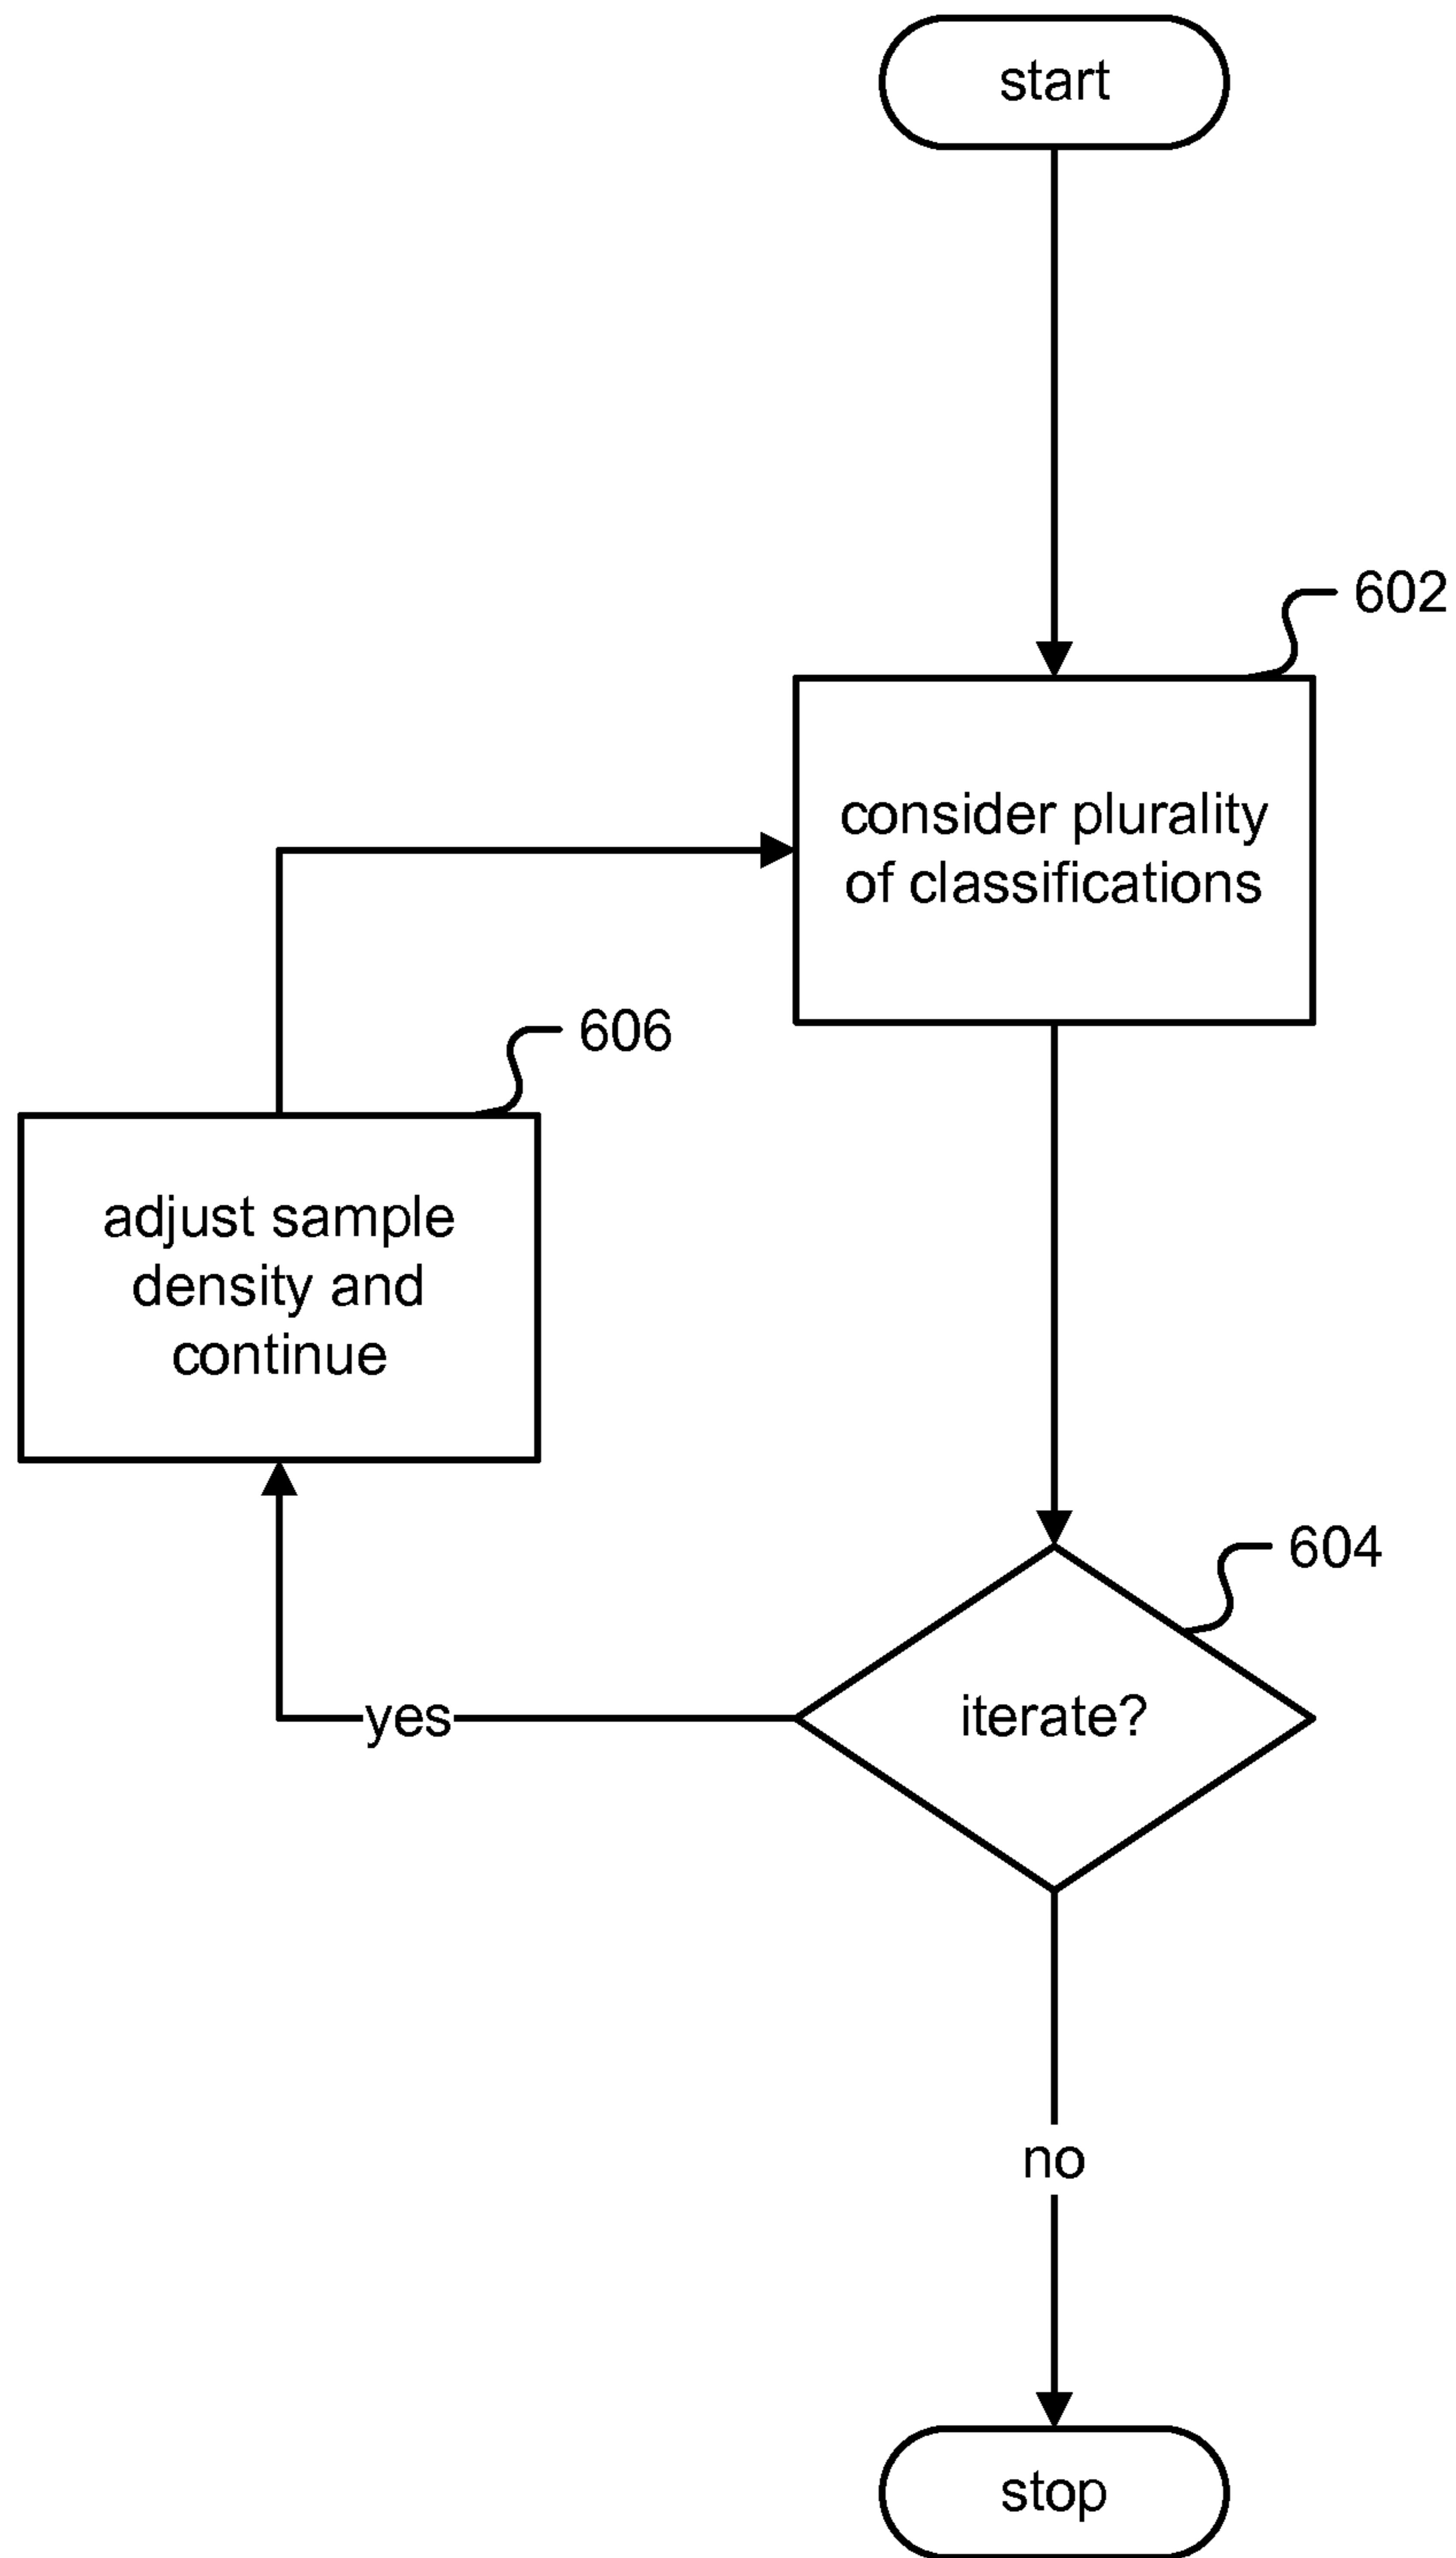 start
602
consider plurality
of classifications
606
adjust sample
density and
continue
604
iterate?
yes
no
stop